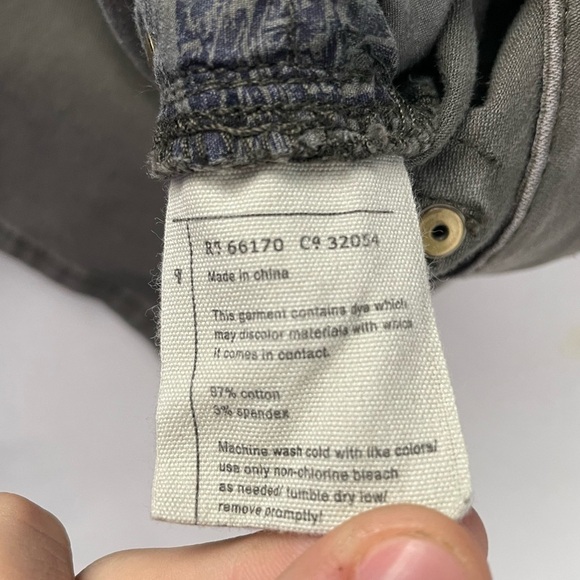 Rn 66170 Ca 32054
Made in china
This garment contains dye which
may discolor materials with which
it comes in contact.
97% cotton
3% spandex
Machine wash cold with like colors/
use only non-chlorine bleach
as needed/ tumble dry low/
remove promptly!